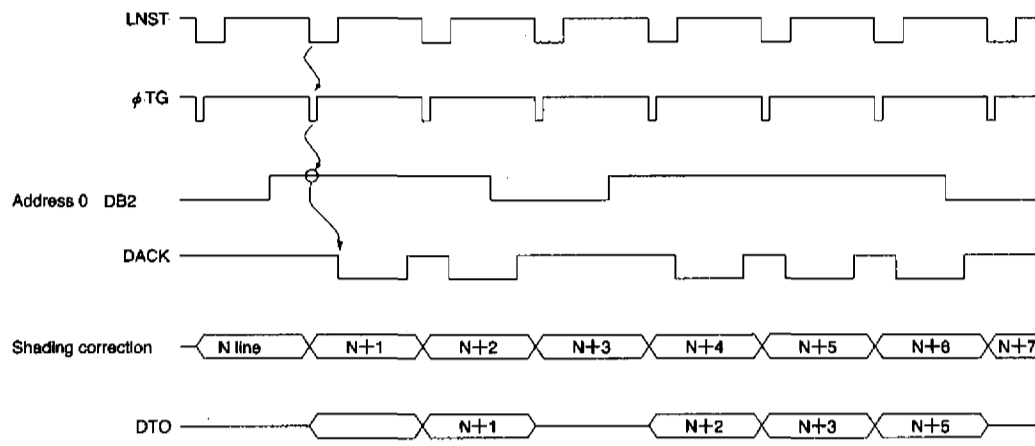 LNST
ϕ TG
Address 0 DB2
DACK
Shading correction N line N+1 N+2 N+3 N+4 N+5 N+6 N+7
DTO N+1 N+2 N+3 N+5